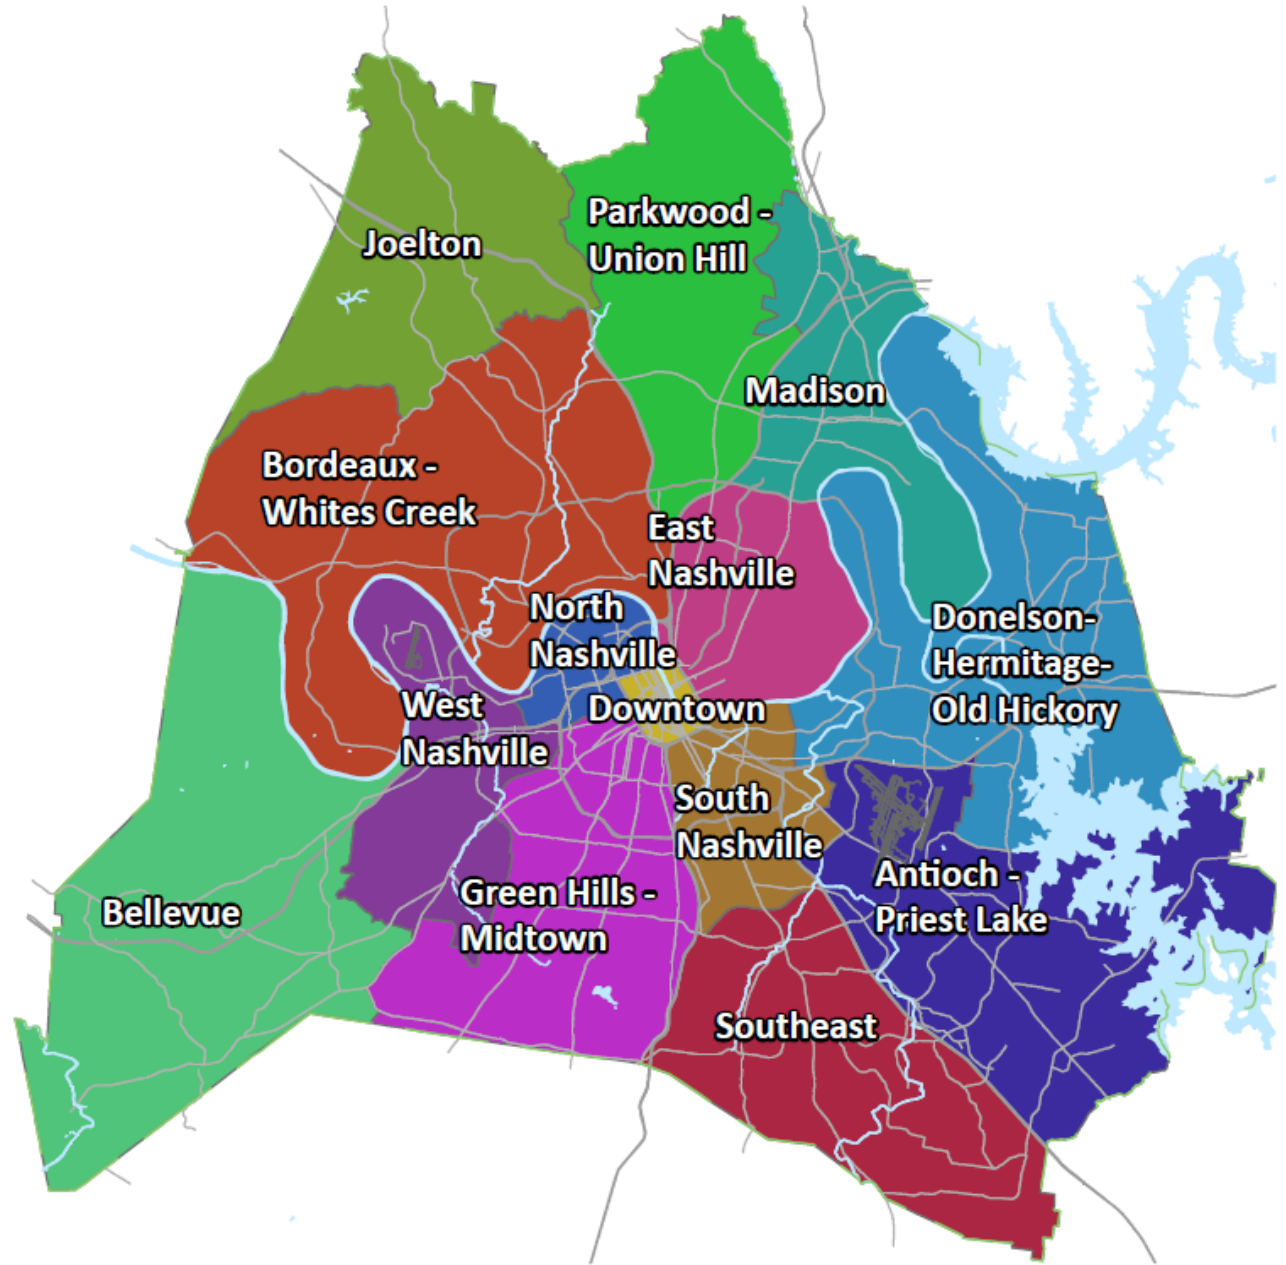 Parkwood -
Union Hill
Joelton
Madison
Bordeaux -
Whites Creek
East
Nashville
North
Nashville
Donelson-
Hermitage-
Old Hickory
West
Nashville
Downtown
South
Nashville
Antioch -
Priest Lake
Green Hills -
Midtown
Bellevue
Southeast